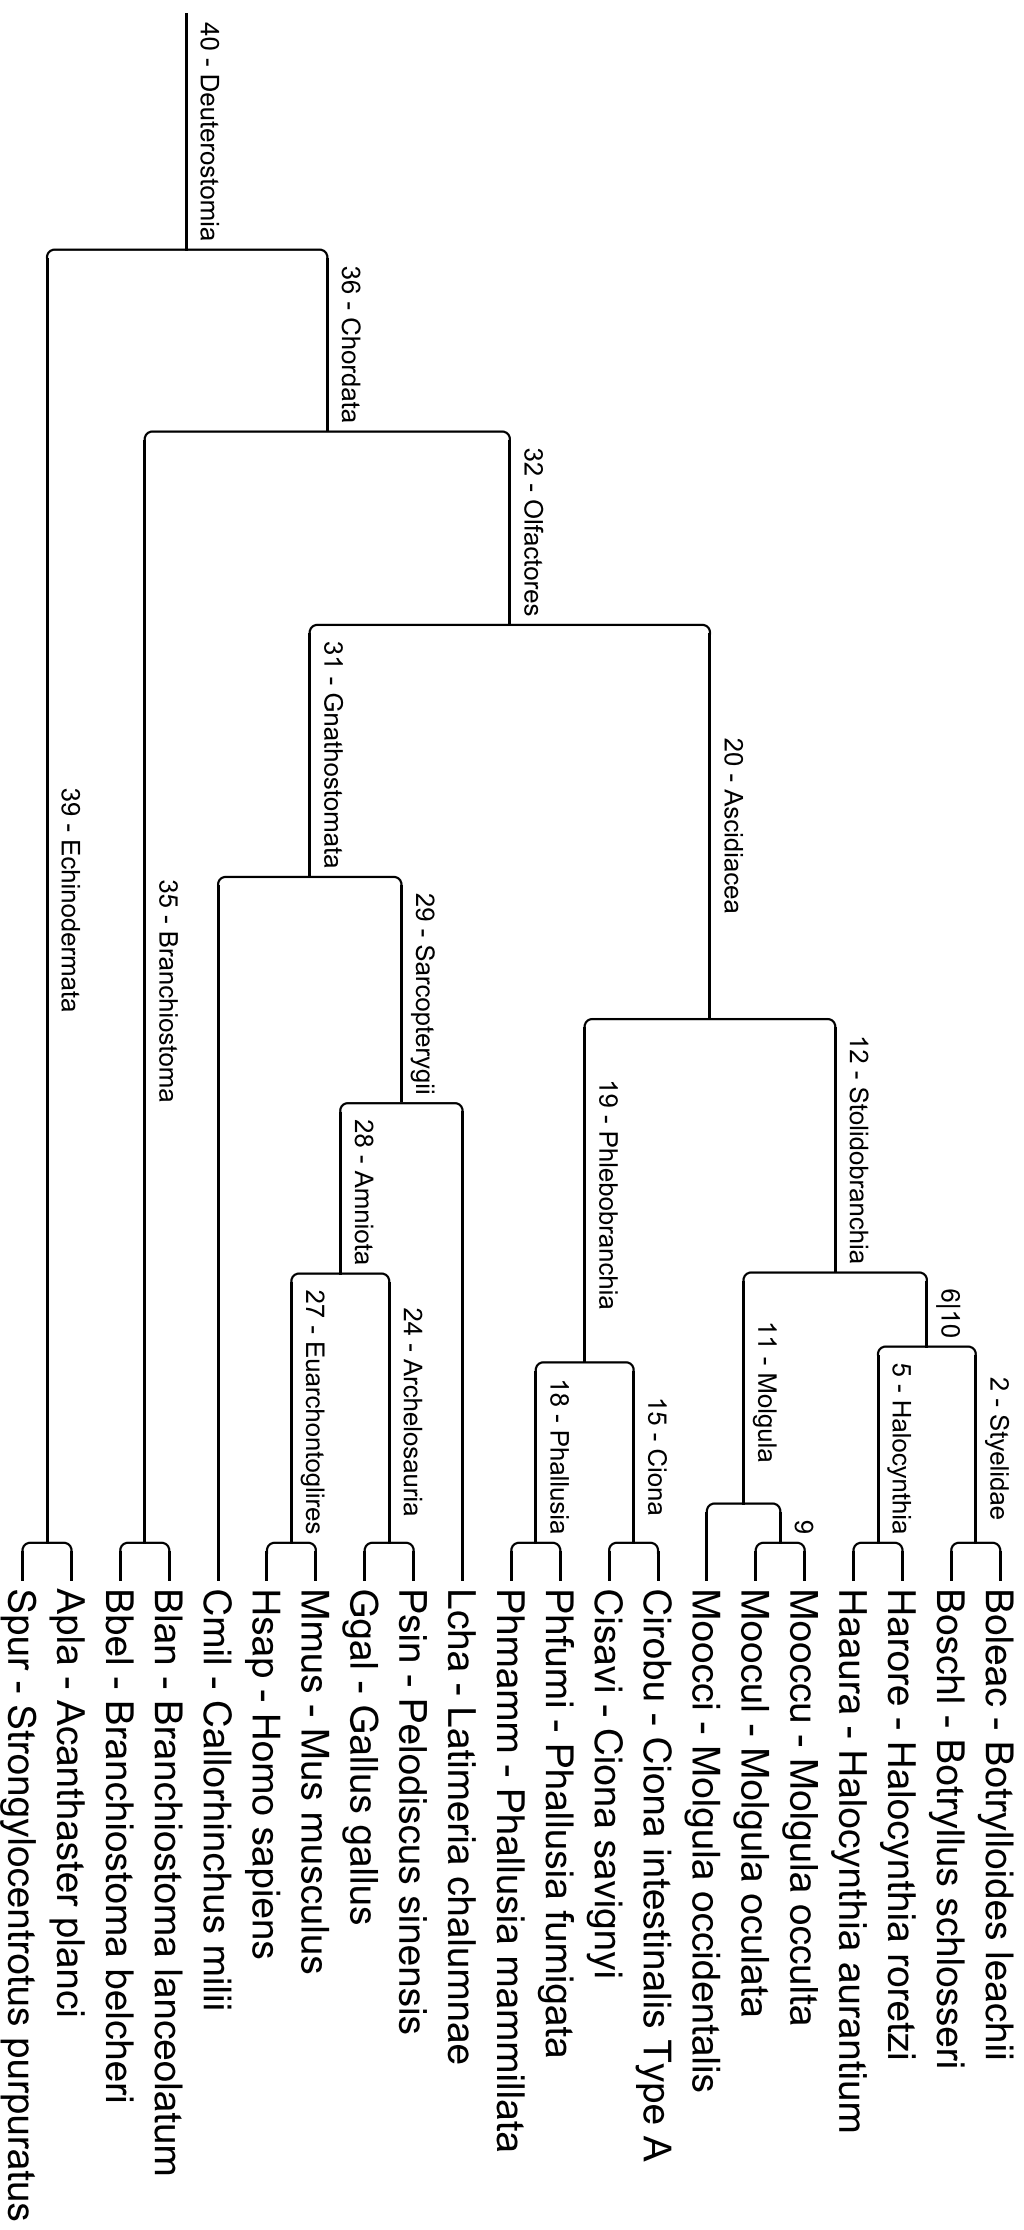 40 - Deuterostomia
36 - Chordata
32 - Olfactores
20 - Ascidiacea
12 - Stolidobranchia
6|10
2 - Styelidae
5 - Halocynthia
11 - Molgula
9
19 - Phlebobranchia
15 - Ciona
18 - Phallusia
31 - Gnathostomata
29 - Sarcopterygii
28 - Amniota
24 - Archelosauria
27 - Euarchontoglires
35 - Branchiostoma
39 - Echinodermata
Boleac - Botrylloides leachii
Boschl - Botryllus schlosseri
Harore - Halocynthia roretzi
Haaura - Halocynthia aurantium
Mooccu - Molgula occulta
Moocul - Molgula oculata
Moocci - Molgula occidentalis
Cirobu - Ciona intestinalis Type A
Cisavi - Ciona savignyi
Phfumi - Phallusia fumigata
Phmamm - Phallusia mammillata
Lcha - Latimeria chalumnae
Psin - Pelodiscus sinensis
Ggal - Gallus gallus
Mmus - Mus musculus
Hsap - Homo sapiens
Cmil - Callorhinchus milii
Blan - Branchiostoma lanceolatum
Bbel - Branchiostoma belcheri
Apla - Acanthaster planci
Spur - Strongylocentrotus purpuratus